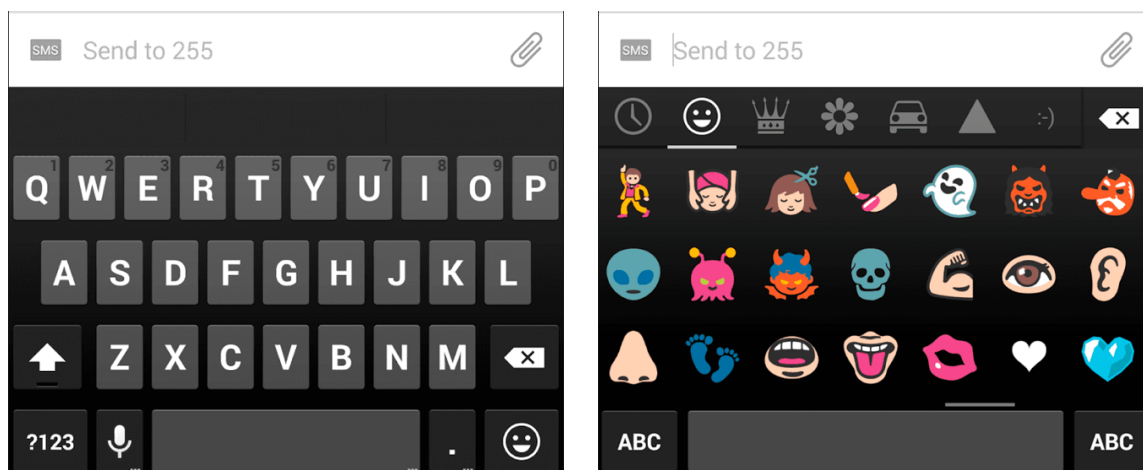 SMS Send to 255
1 2 3 4 5 6 7 8 9 0
Q W E R T Y U I O P
A S D F G H J K L
Z X C V B N M
?123 .
SMS Send to 255
:-)
ABC ABC